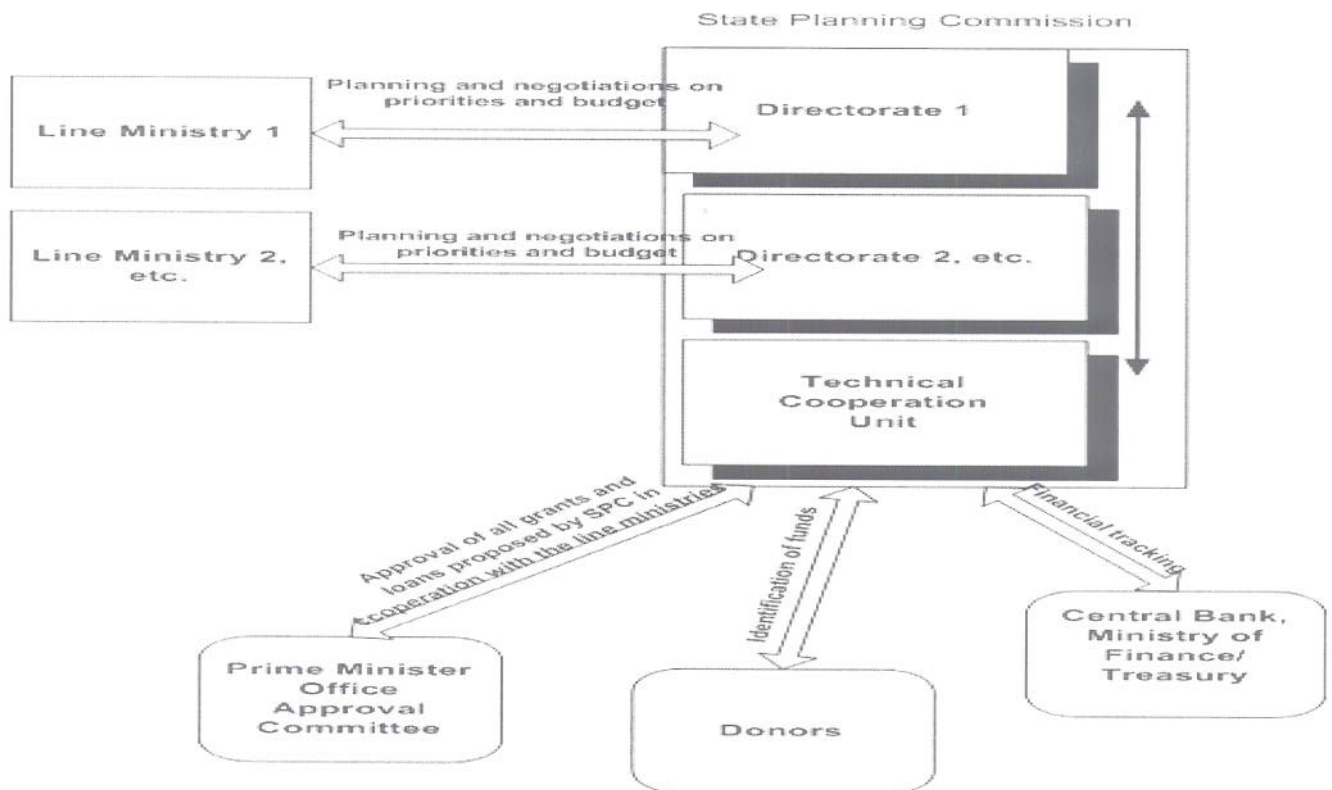 State Planning Commission
Planning and negotiations on
priorities and budget
Line Ministry 1
Directorate 1
Planning and negotiations on
priorities and budget
Line Ministry 2,
etc.
Directorate 2, etc.
Technical
Cooperation
Unit
Approval of all grants and
loans proposed by SPC in
cooperation with the line ministries
Identification of funds
Financial tracking
Prime Minister
Office
Approval
Committee
Donors
Central Bank,
Ministry of
Finance/
Treasury